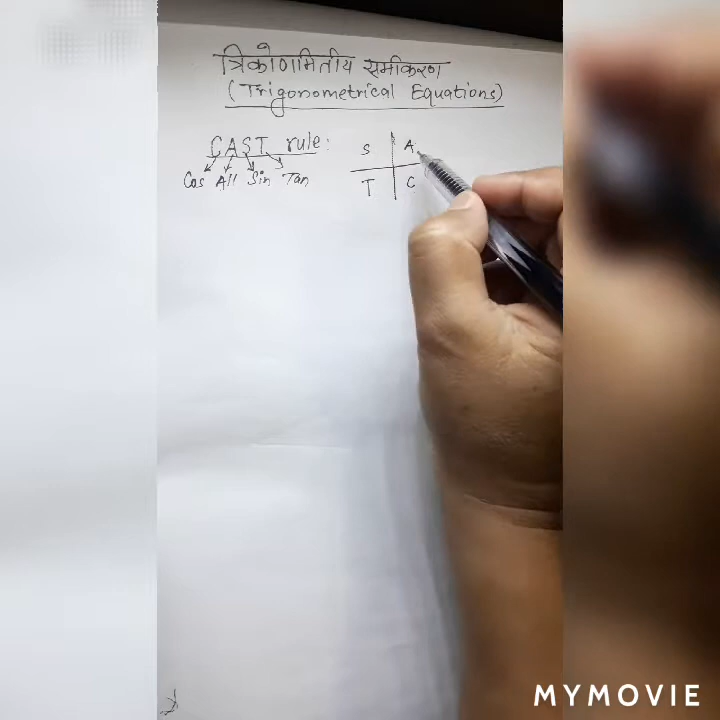 त्रिकोणमितीय समीकरण
(Trigonometrical Equations)
CAST rule:
Cos All Sin Tan
S A
T C
MYMOVIE